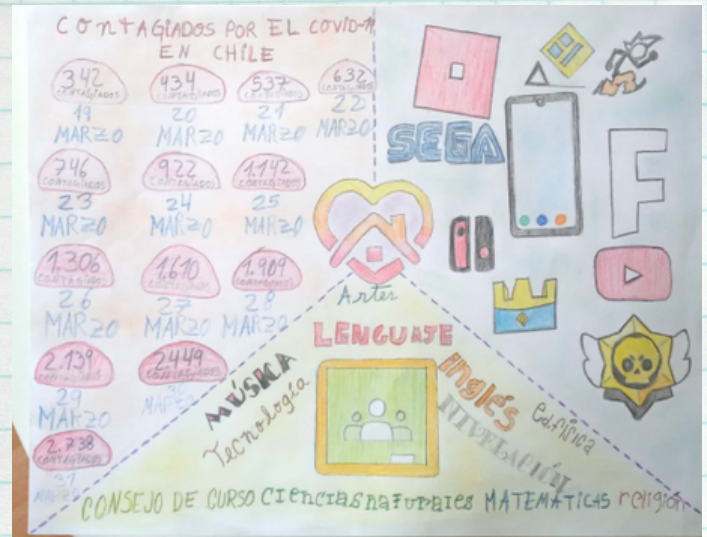 CONTAGIADOS POR EL COVID-19
EN CHILE
342
CONTAGIADOS
19
MARZO
434
CONTAGIADOS
20
MARZO
537
CONTAGIADOS
21
MARZO
632
CONTAGIADOS
22
MARZO
746
CONTAGIADOS
23
MARZO
922
CONTAGIADOS
24
MARZO
1.142
CONTAGIADOS
25
MARZO
1.306
CONTAGIADOS
26
MARZO
1.610
CONTAGIADOS
27
MARZO
1.909
CONTAGIADOS
28
MARZO
2.139
CONTAGIADOS
29
MARZO
2449
CONTAGIADOS
30
MARZO
2.738
CONTAGIADOS
31
MARZO
SEGA
F
Artes
LENGUAJE
MÚSICA
Tecnología
inglés
NIVELACIÓN
ed.física
CONSEJO DE CURSO Ciencias naturales MATEMÁTICAS religión